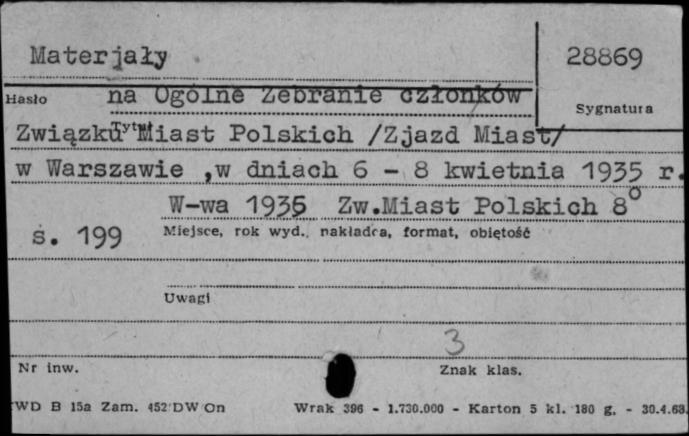 Materjały 28869
Hasło na Ogólne Zebranie członków Sygnatura
Związku Miast Polskich /Zjazd Miast/
w Warszawie ,w dniach 6 - 8 kwietnia 1935 r.
W-wa 1935 Zw.Miast Polskich 8°
s. 199 Miejsce, rok wyd., nakładca, format, objętość
Uwagi
3
Nr inw. Znak klas.
WD B 15a Zam. 452 DW On Wrak 396 - 1.730.000 - Karton 5 kl. 180 g. - 30.4.63.